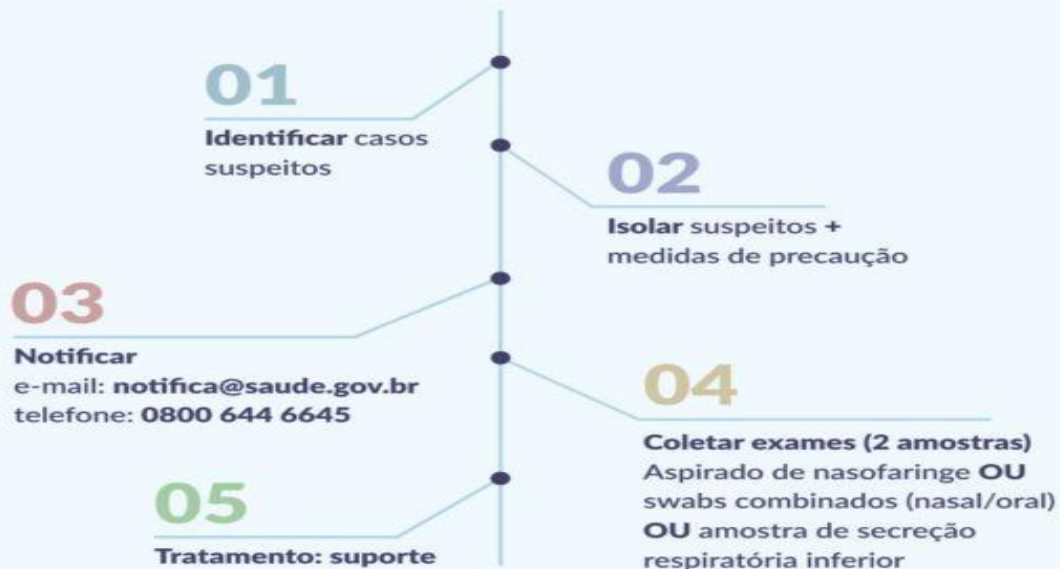 01
Identificar casos
suspeitos
02
Isolar suspeitos +
medidas de precaução
03
Notificar
e-mail: notifica@saude.gov.br
telefone: 0800 644 6645
04
Coletar exames (2 amostras)
Aspirado de nasofaringe OU
swabs combinados (nasal/oral)
OU amostra de secreção
respiratória inferior
05
Tratamento: suporte